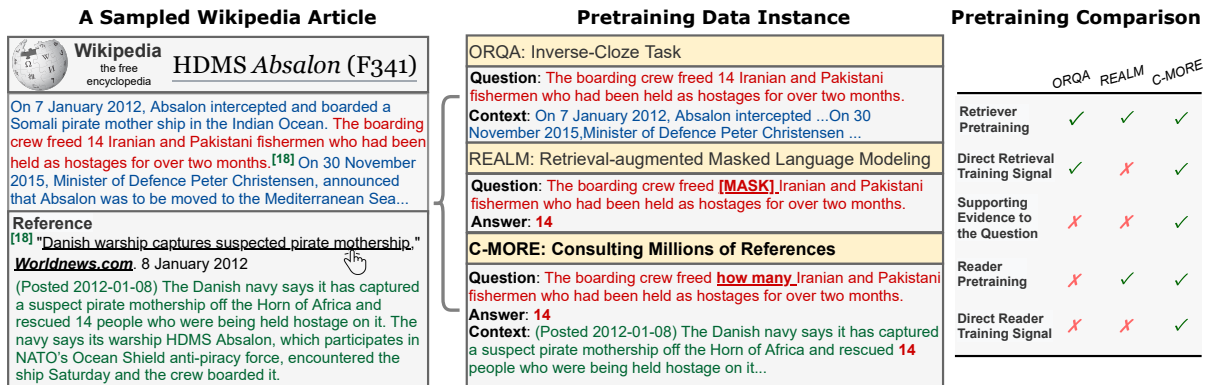 A Sampled Wikipedia Article
Wikipedia
the free
encyclopedia
HDMS Absalon (F341)
On 7 January 2012, Absalon intercepted and boarded a
Somali pirate mother ship in the Indian Ocean. The boarding
crew freed 14 Iranian and Pakistani fishermen who had been
held as hostages for over two months.[18] On 30 November
2015, Minister of Defence Peter Christensen, announced
that Absalon was to be moved to the Mediterranean Sea...
Reference
[18] "Danish warship captures suspected pirate mothership,"
Worldnews.com. 8 January 2012
(Posted 2012-01-08) The Danish navy says it has captured
a suspect pirate mothership off the Horn of Africa and
rescued 14 people who were being held hostage on it. The
navy says its warship HDMS Absalon, which participates in
NATO's Ocean Shield anti-piracy force, encountered the
ship Saturday and the crew boarded it.
Pretraining Data Instance
ORQA: Inverse-Cloze Task
Question: The boarding crew freed 14 Iranian and Pakistani
fishermen who had been held as hostages for over two months.
Context: On 7 January 2012, Absalon intercepted ...On 30
November 2015,Minister of Defence Peter Christensen ...
REALM: Retrieval-augmented Masked Language Modeling
Question: The boarding crew freed [MASK] Iranian and Pakistani
fishermen who had been held as hostages for over two months.
Answer: 14
C-MORE: Consulting Millions of References
Question: The boarding crew freed how many Iranian and Pakistani
fishermen who had been held as hostages for over two months.
Answer: 14
Context: (Posted 2012-01-08) The Danish navy says it has captured
a suspect pirate mothership off the Horn of Africa and rescued 14
people who were being held hostage on it...
Pretraining Comparison
ORQA REALM C-MORE
Retriever
Pretraining ✓ ✓ ✓
Direct Retrieval
Training Signal ✓ ✗ ✓
Supporting
Evidence to
the Question ✗ ✗ ✓
Reader
Pretraining ✗ ✓ ✓
Direct Reader
Training Signal ✗ ✗ ✓